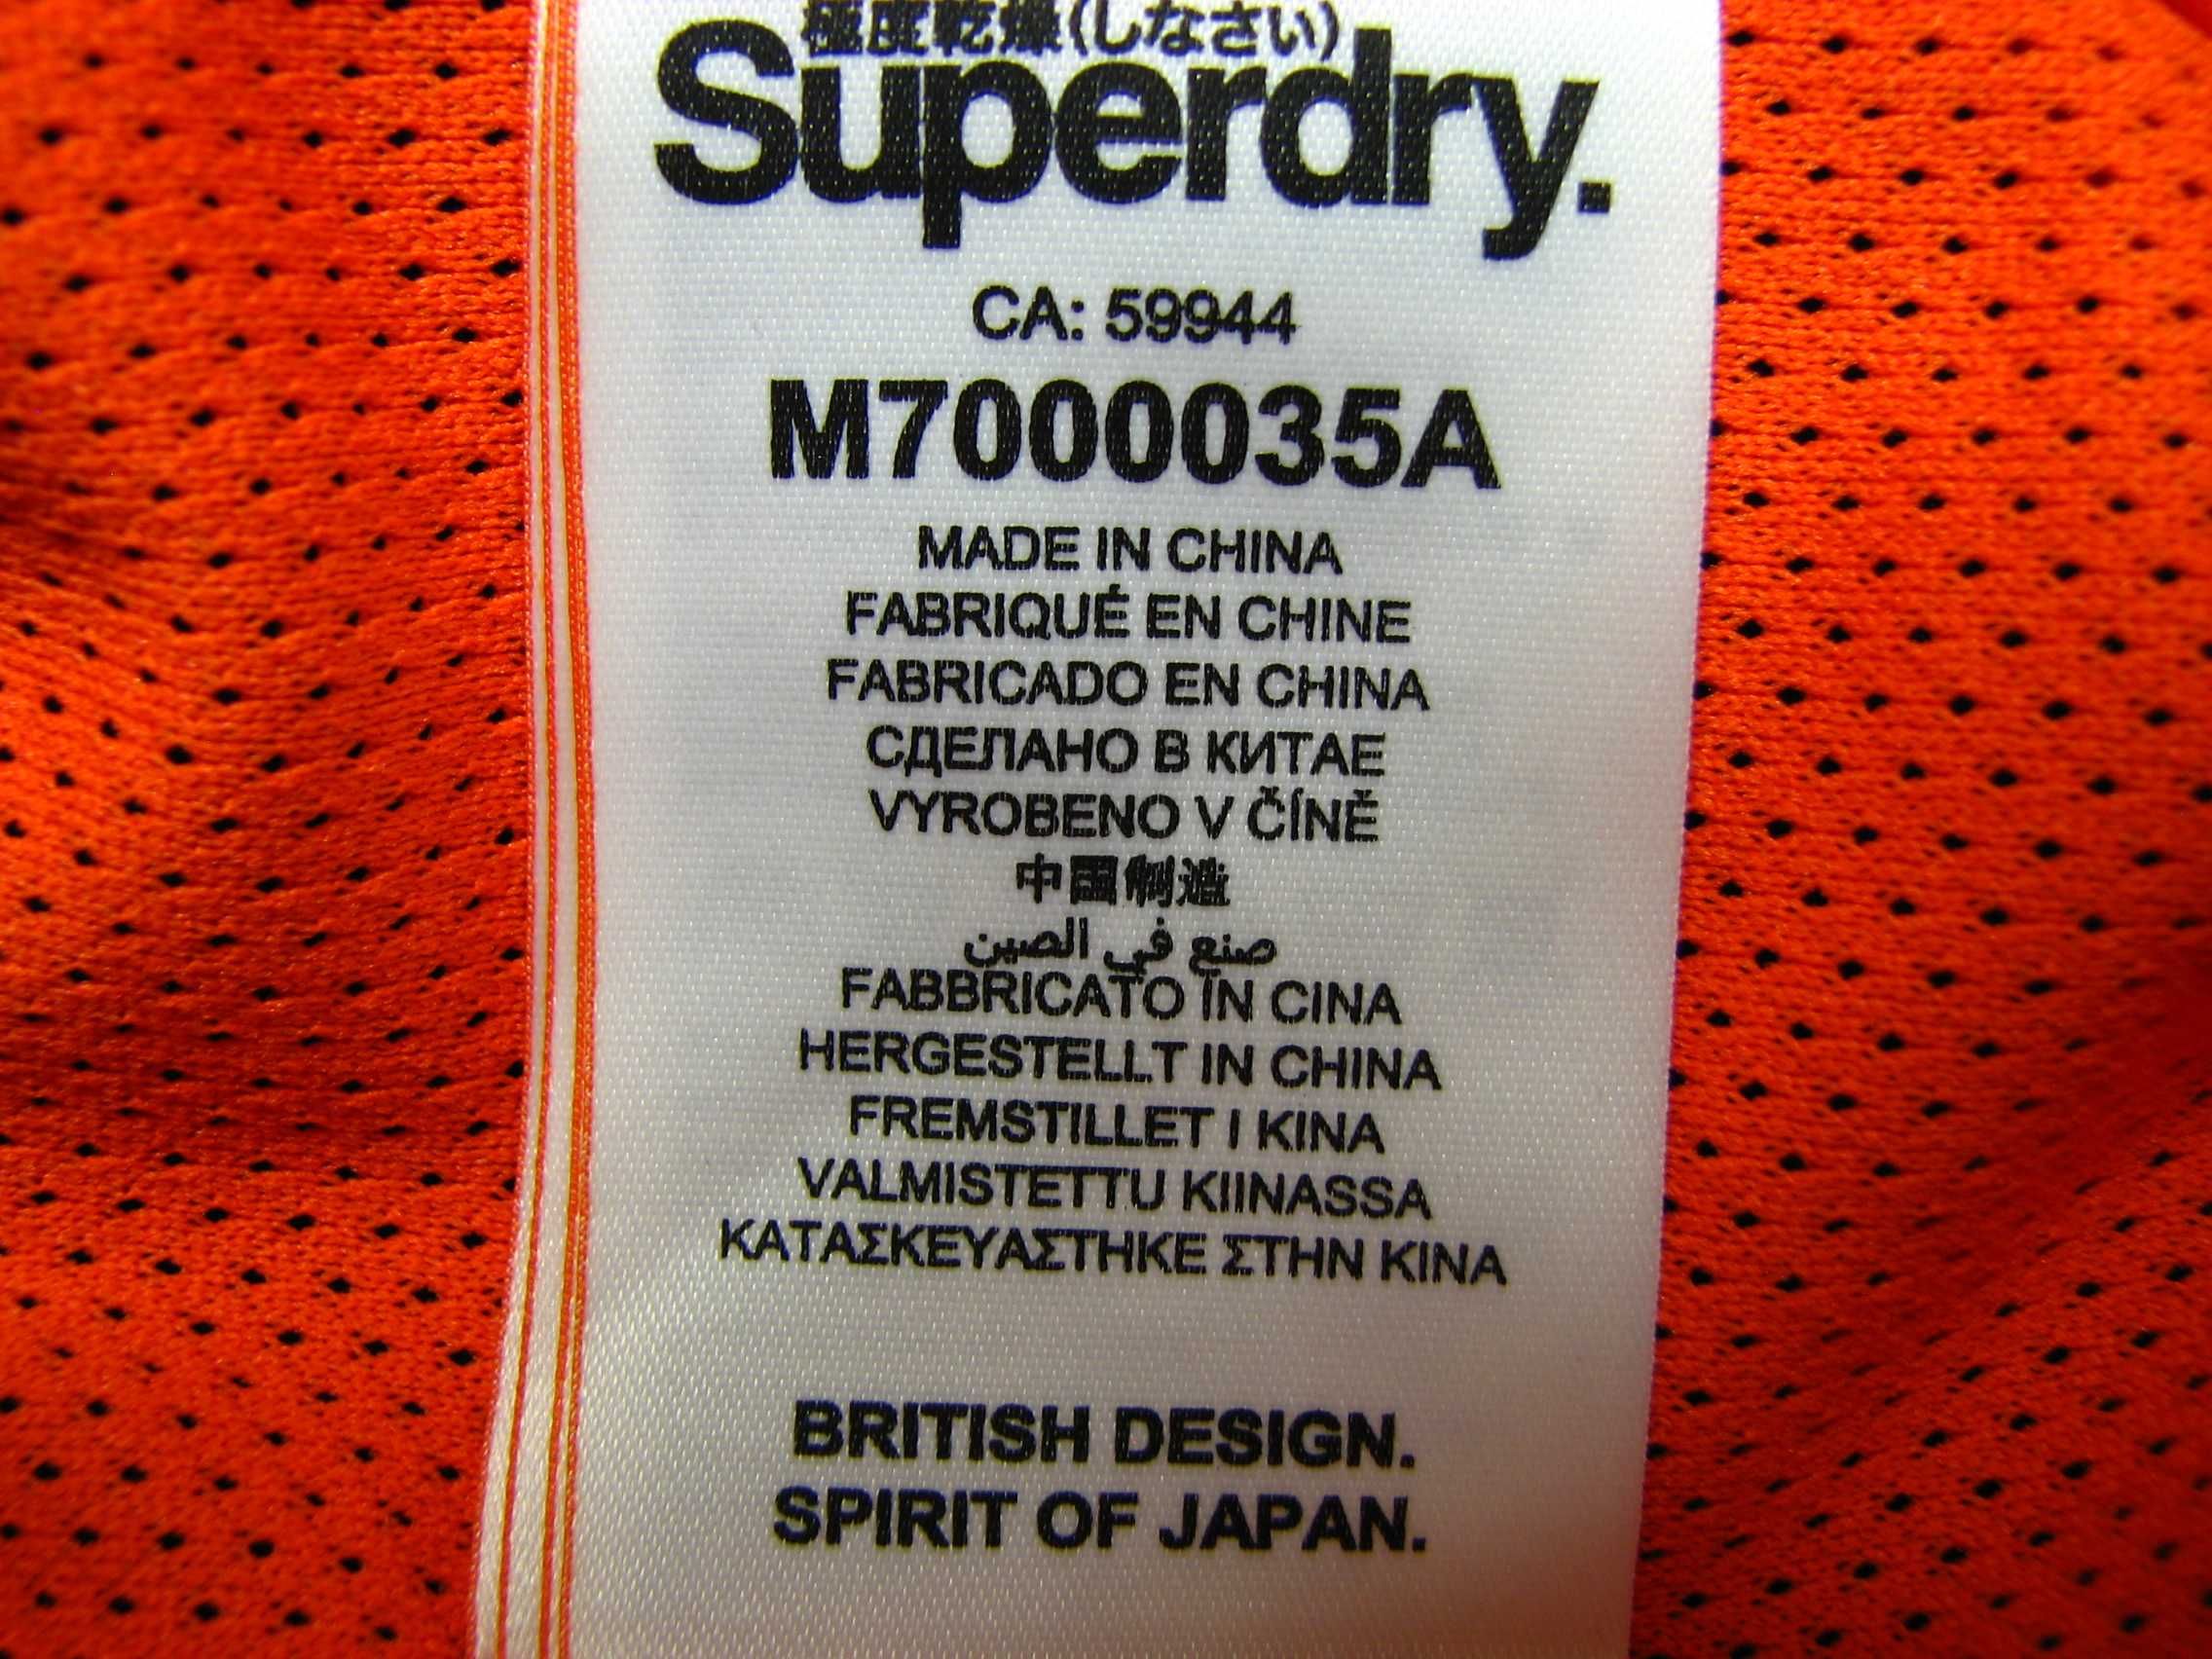 極度乾燥(しなさい)
Superdry.
CA: 59944
M7000035A
MADE IN CHINA
FABRIQUÉ EN CHINE
FABRICADO EN CHINA
СДЕЛАНО В КИТАЕ
VYROBENO V ČÍNĚ
中国制造
صنع في الصين
FABBRICATO IN CINA
HERGESTELLT IN CHINA
FREMSTILLET I KINA
VALMISTETTU KIINASSA
ΚΑΤΑΣΚΕΥΑΣΤΗΚΕ ΣΤΗΝ ΚΙΝΑ
BRITISH DESIGN.
SPIRIT OF JAPAN.